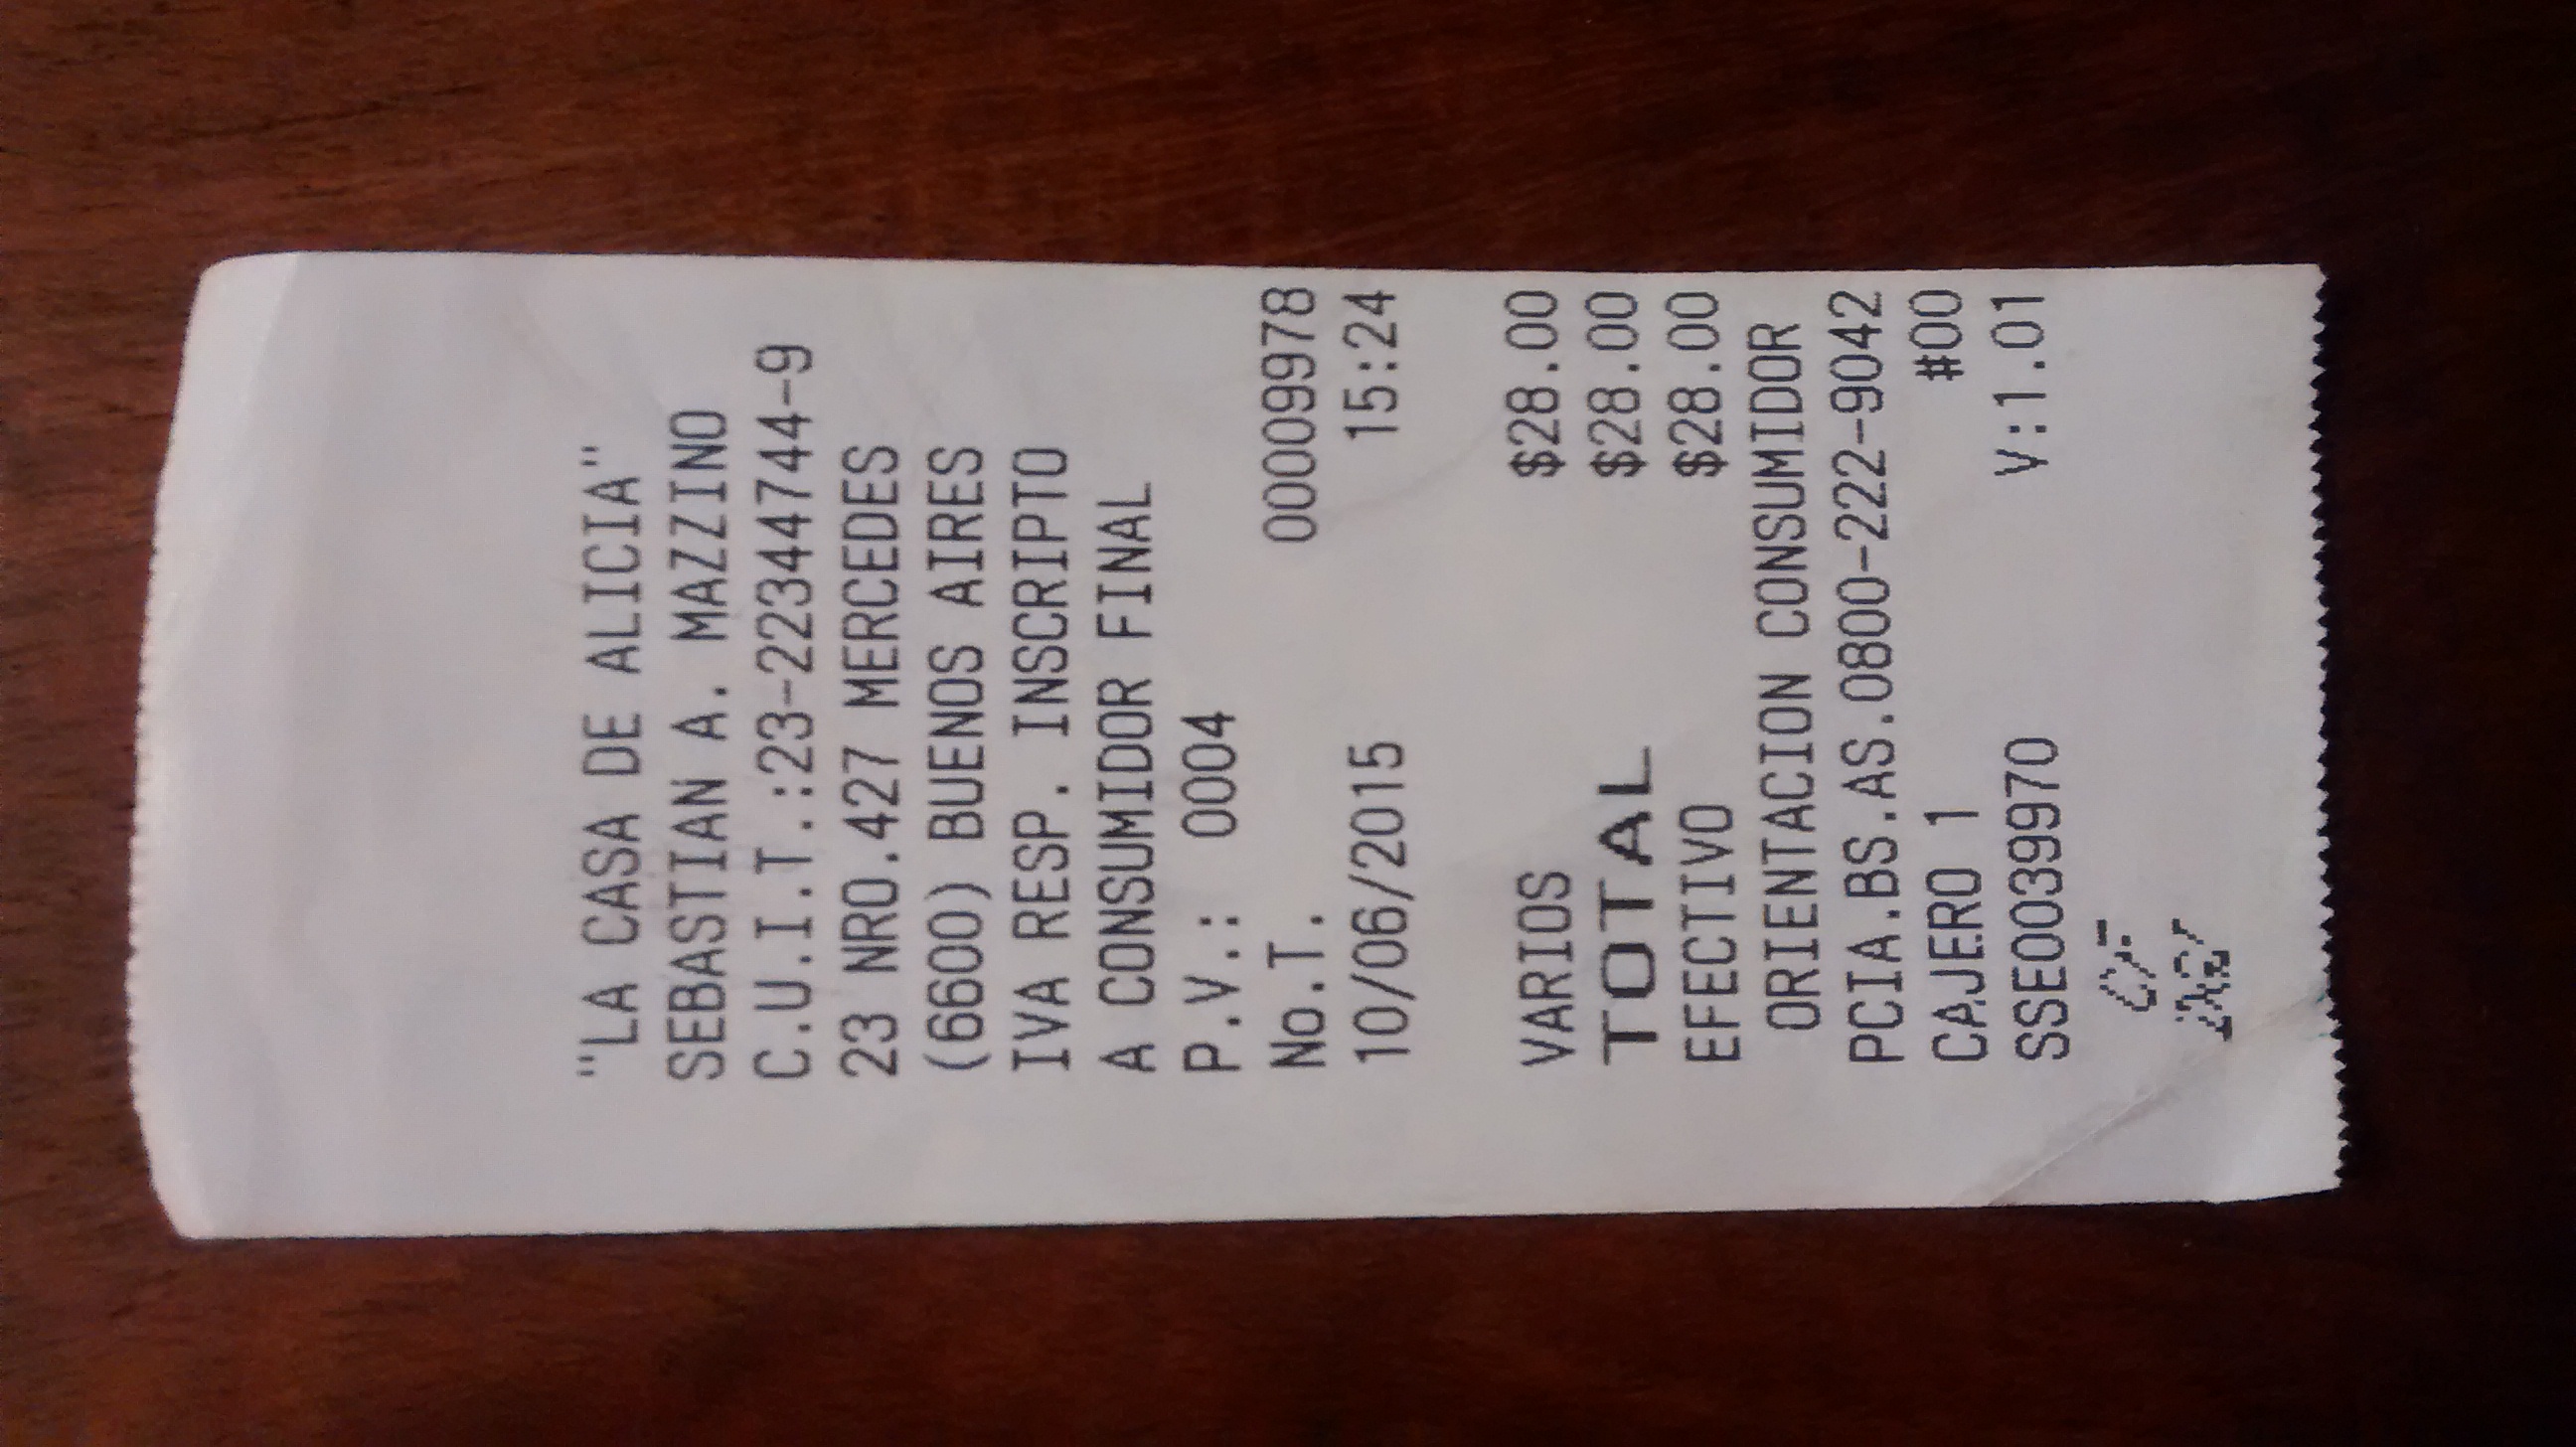 "LA CASA DE ALICIA"
SEBASTIAN A. MAZZINO
C.U.I.T.:23-22344744-9
23 NRO.427 MERCEDES
(6600) BUENOS AIRES
IVA RESP. INSCRIPTO
A CONSUMIDOR FINAL
P.V.: 0004
No.T. 00009978
10/06/2015 15:24
VARIOS $28.00
TOTAL $28.00
EFECTIVO $28.00
ORIENTACION CONSUMIDOR
PCIA.BS.AS.0800-222-9042
CAJERO 1 #00
SSE0039970 V:1.01
CF